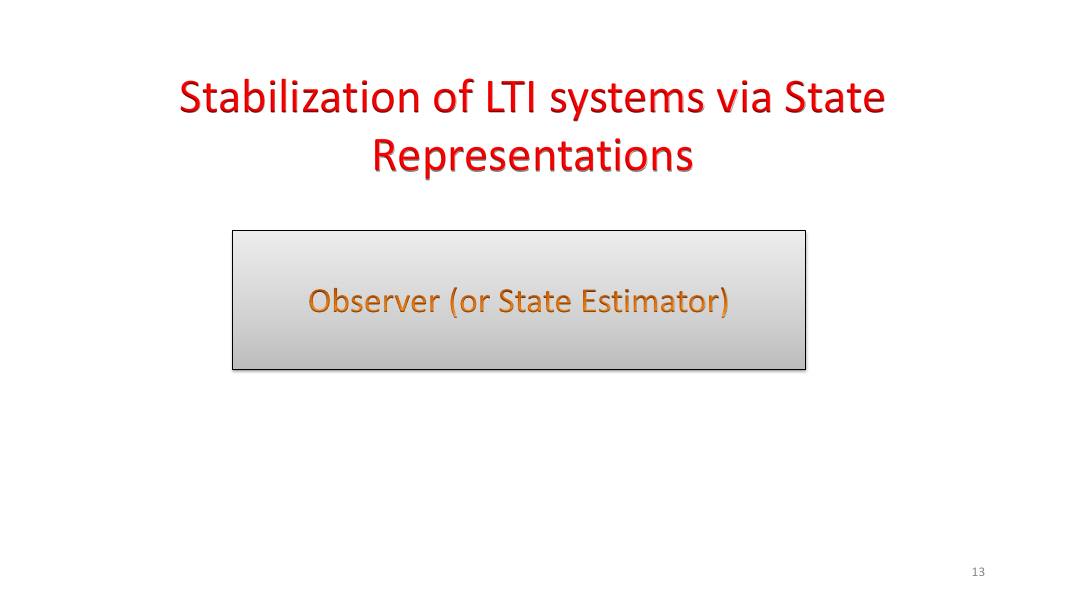 Stabilization of LTI systems via State
Representations
Observer (or State Estimator)
13